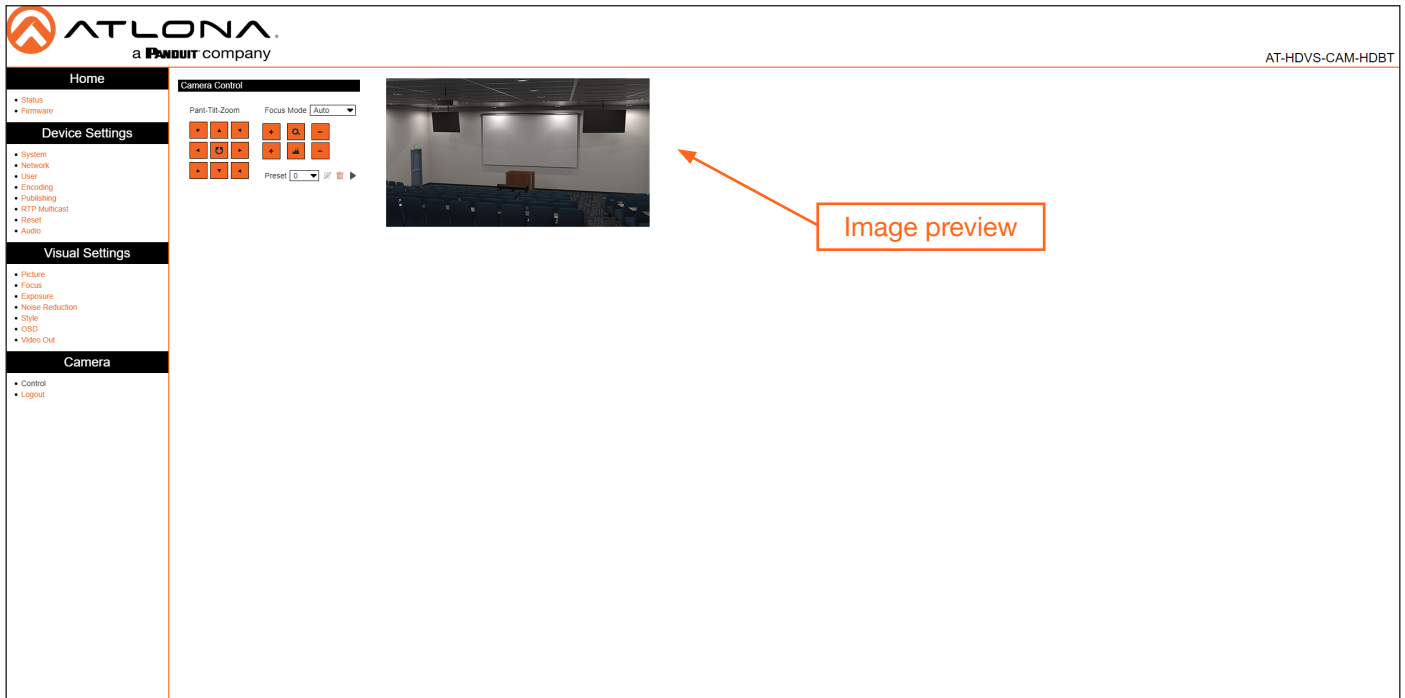 ATLONA.
a PANDUIT company
AT-HDVS-CAM-HDBT
Home
Status
Firmware
Device Settings
System
Network
User
Encoding
Publishing
RTP Multicast
Reset
Audio
Visual Settings
Picture
Focus
Exposure
Noise Reduction
Style
OSD
Video Out
Camera
Control
Logout
Camera Control
Pant-Tilt-Zoom
Focus Mode Auto
Preset 0
Image preview